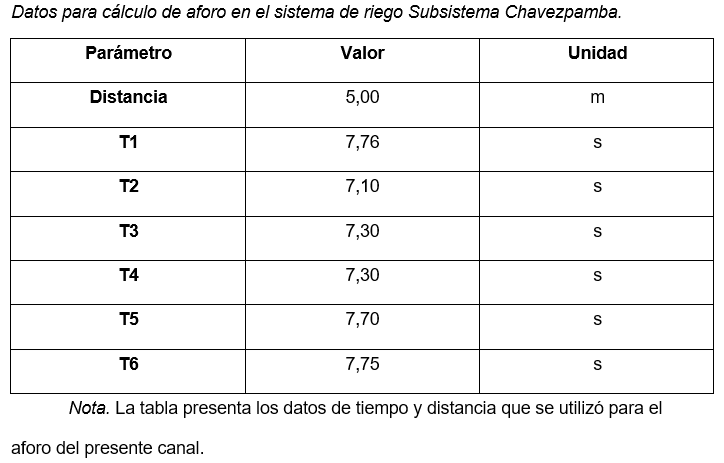 Datos para cálculo de aforo en el sistema de riego Subsistema Chavezpamba.
Parámetro Valor Unidad
Distancia 5,00 m
T1 7,76 s
T2 7,10 s
T3 7,30 s
T4 7,30 s
T5 7,70 s
T6 7,75 s
Nota. La tabla presenta los datos de tiempo y distancia que se utilizó para el
aforo del presente canal.